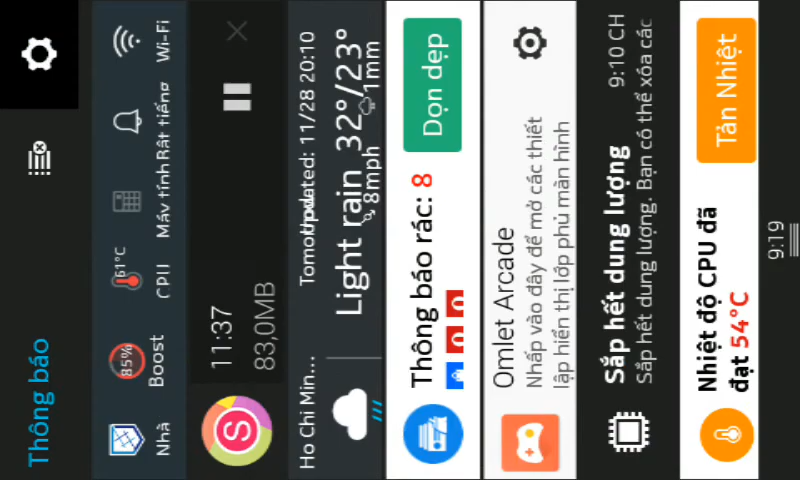 Thông báo
Nhà
85%
Boost
61°C
CPU
Máy tính
Rất tiếng
Wi-Fi
11:37
83,0MB
Ho Chi Min...
Updated: 11/28 20:10
Light rain
32°/23°
8mph
1mm
Thông báo rác: 8
Dọn dẹp
Omlet Arcade
Nhấp vào đây để mở các thiết
lập hiển thị lớp phủ màn hình
Sắp hết dung lượng
9:10 CH
Sắp hết dung lượng. Bạn có thể xóa các
Nhiệt độ CPU đã
đạt 54°C
Tản Nhiệt
9:19